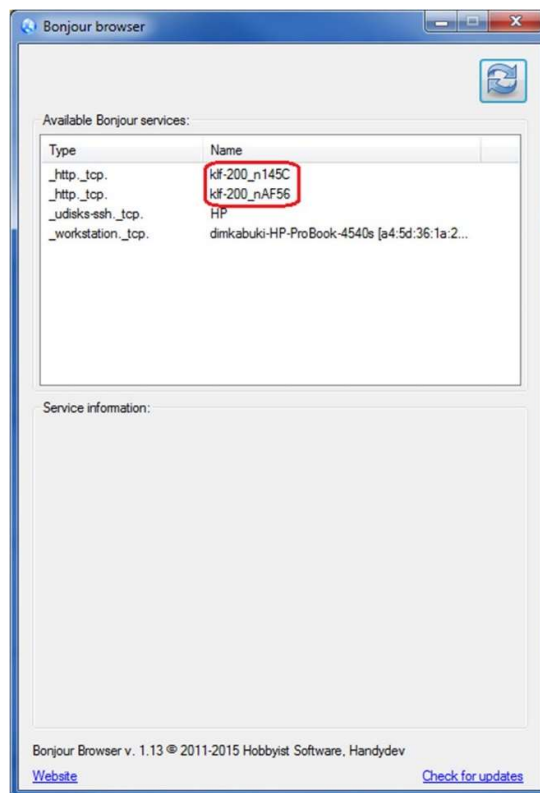 Bonjour browser
Available Bonjour services:
Type Name
_http._tcp. klf-200_n145C
_http._tcp. klf-200_nAF56
_udisks-ssh._tcp. HP
_workstation._tcp. dimkabuki-HP-ProBook-4540s [a4:5d:36:1a:2...
Service information:
Bonjour Browser v. 1.13 © 2011-2015 Hobbyist Software, Handydev
Website Check for updates